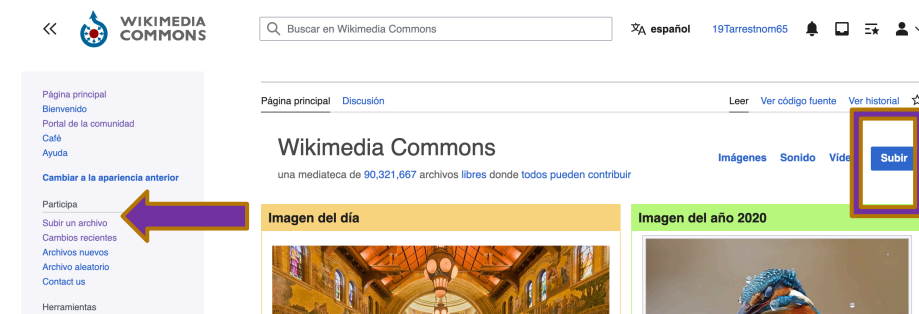 WIKIMEDIA
COMMONS
Buscar en Wikimedia Commons
español
19Tarrestnom65
Página principal
Bienvenido
Portal de la comunidad
Café
Ayuda
Cambiar a la apariencia anterior
Participa
Subir un archivo
Cambios recientes
Archivos nuevos
Archivo aleatorio
Contact us
Herramientas
Página principal Discusión
Leer Ver código fuente Ver historial
Wikimedia Commons
una mediateca de 90,321,667 archivos libres donde todos pueden contribuir
Imágenes Sonido Subir
Imagen del día
Imagen del año 2020